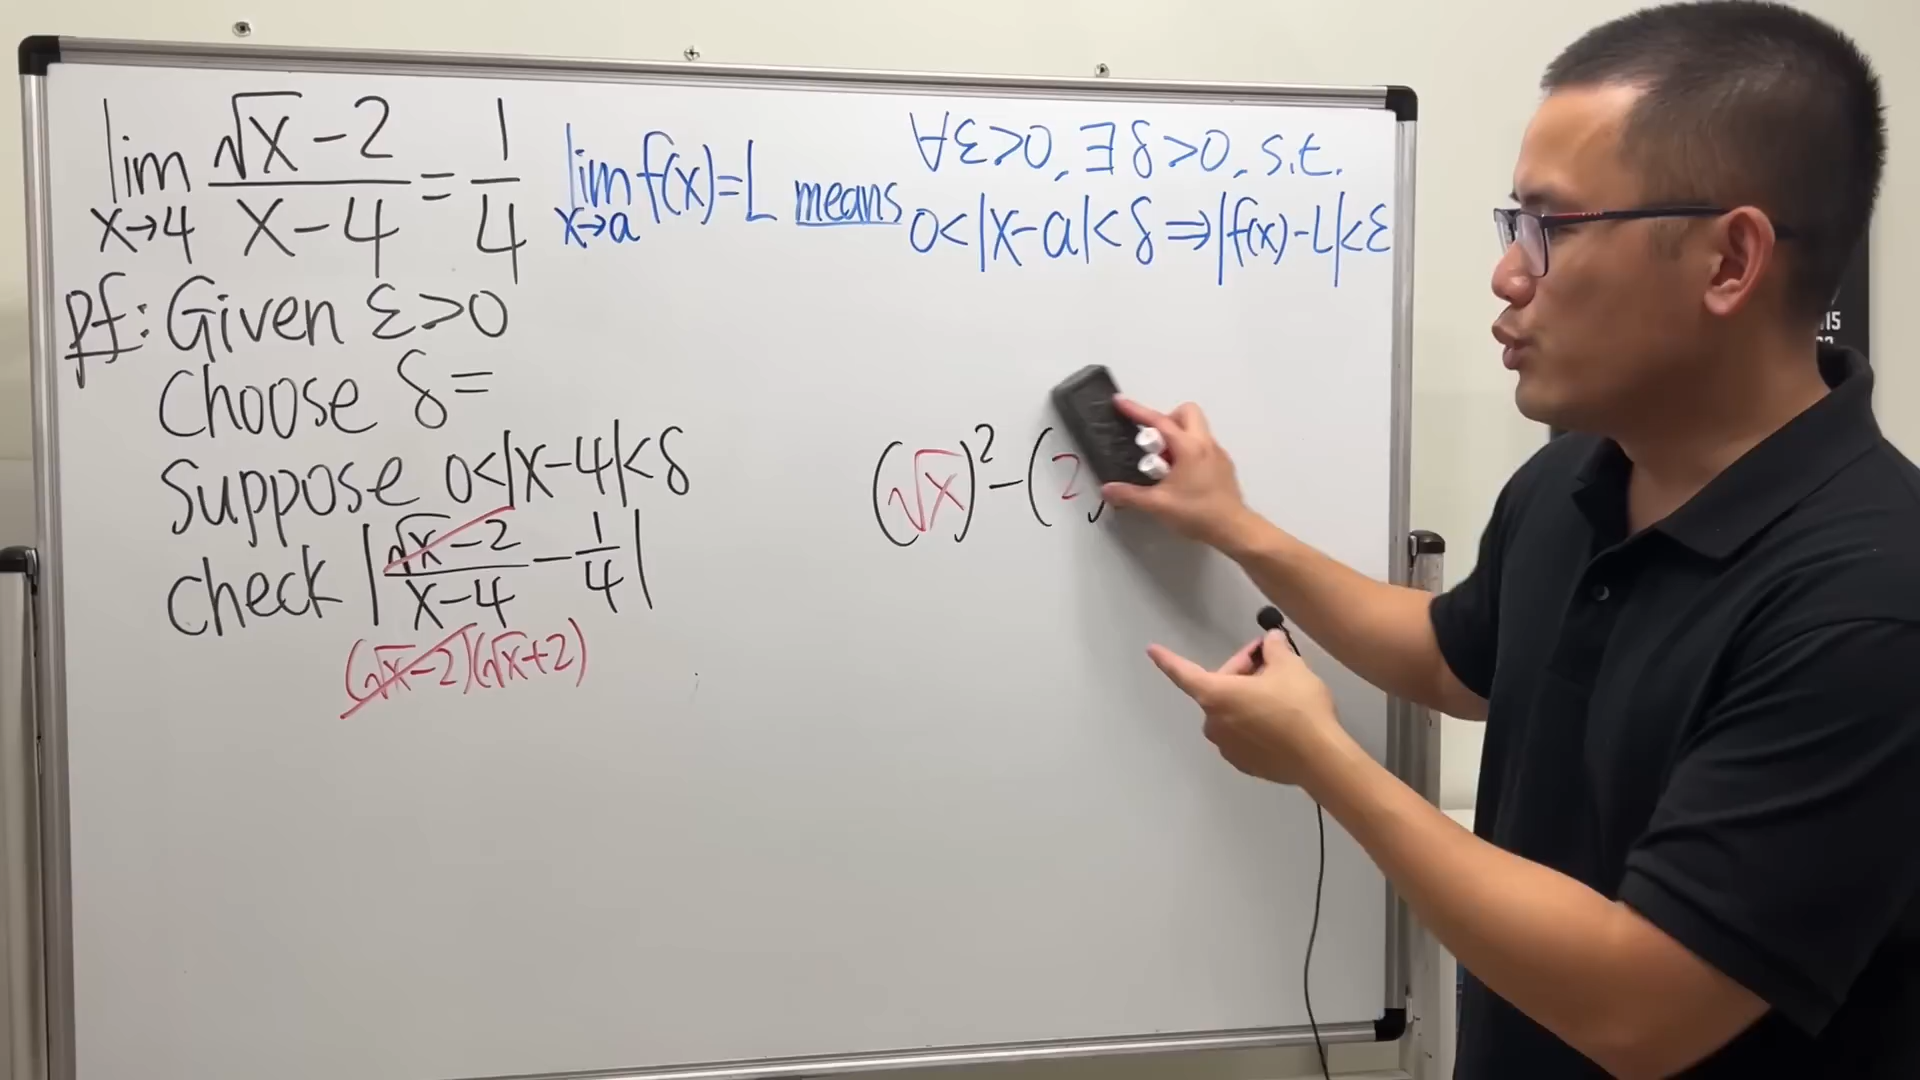 lim x→4 (√x - 2)/(x - 4) = 1/4
lim x→a f(x) = L means
∀ε>0, ∃δ>0, s.t.
0<|x-a|<δ ⇒ |f(x)-L|<ε
pf: Given ε>0
Choose δ=
Suppose 0<|x-4|<δ
check |(√x - 2)/(x - 4) - 1/4|
(√x-2)(√x+2)
(√x)² - (2)